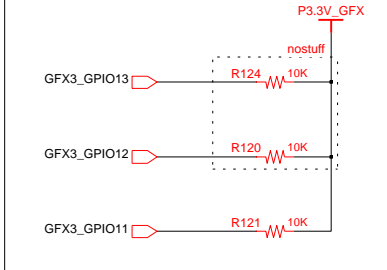 P3.3V_GFX
nostuff
GFX3_GPIO13 R124 10K
GFX3_GPIO12 R120 10K
GFX3_GPIO11 R121 10K